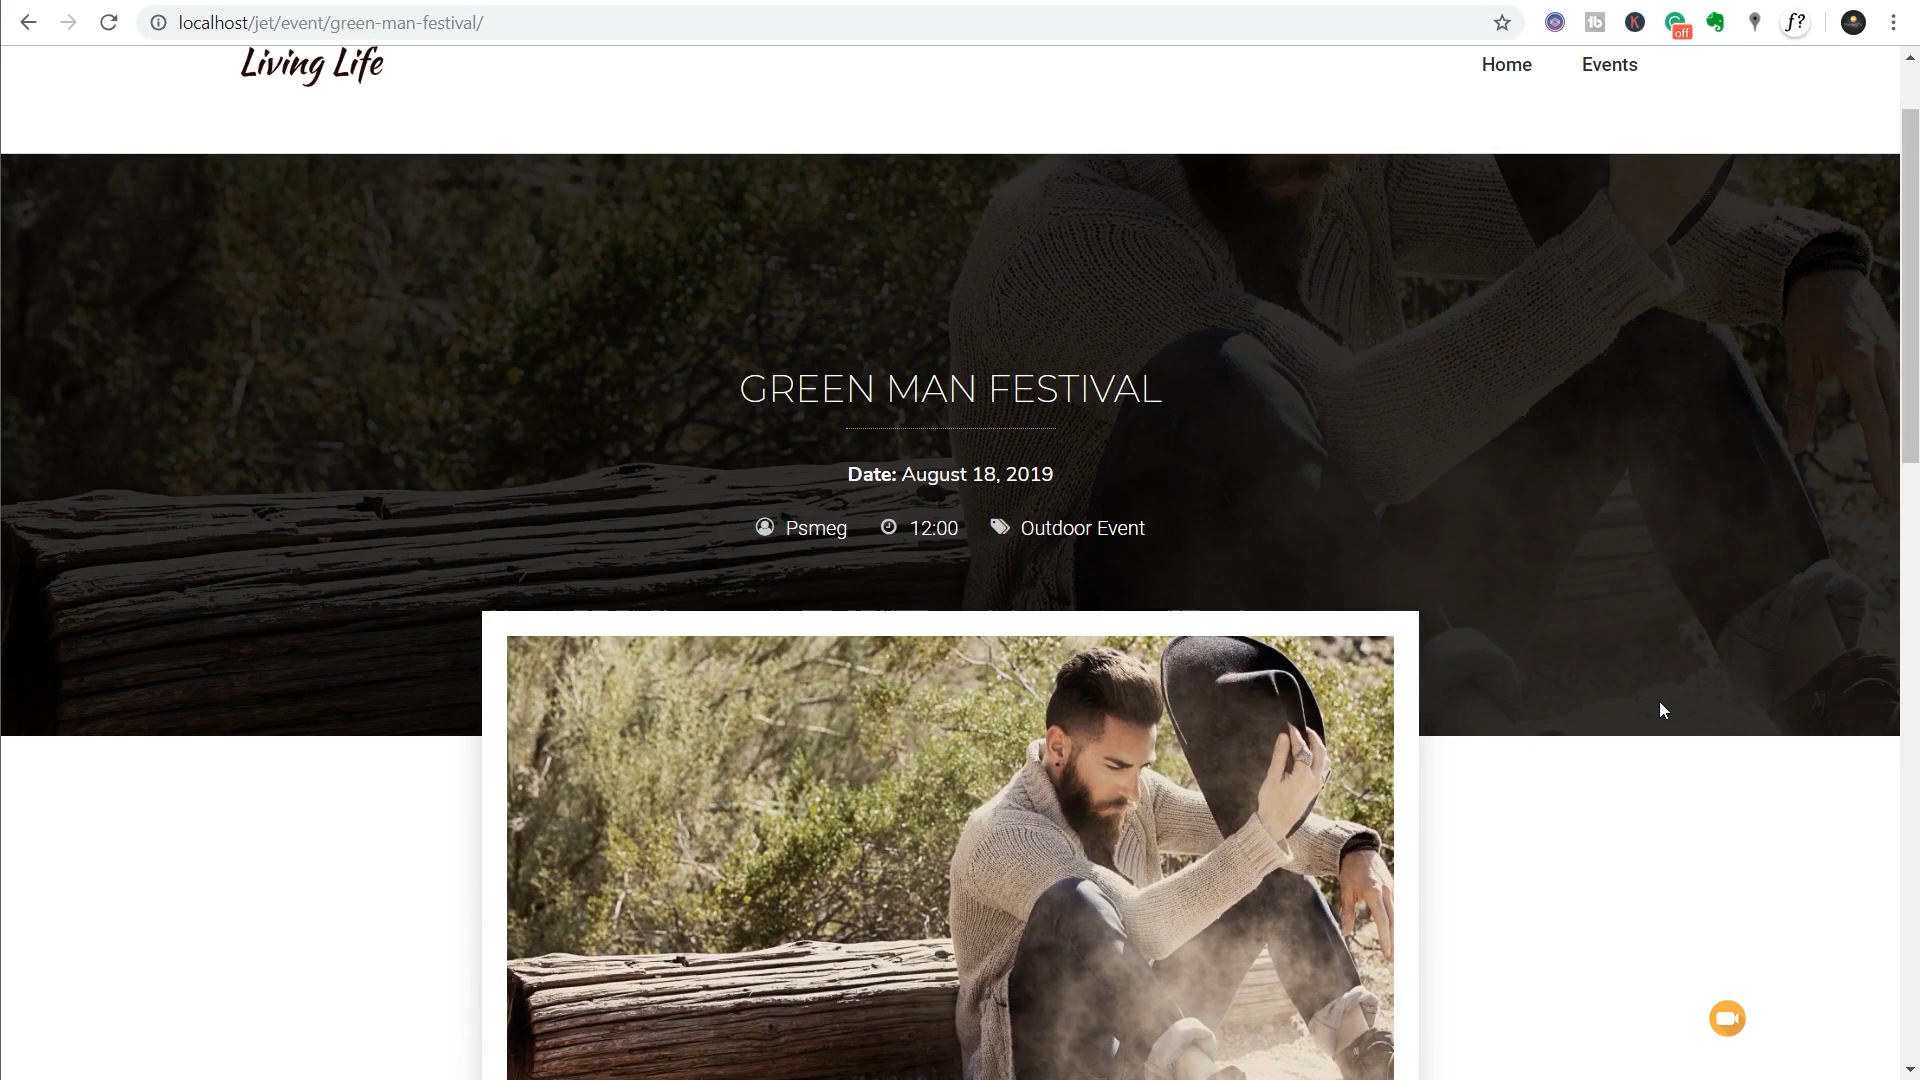 localhost/jet/event/green-man-festival/
off
f?
Living Life
Home Events
GREEN MAN FESTIVAL
Date: August 18, 2019
Psmeg 12:00 Outdoor Event